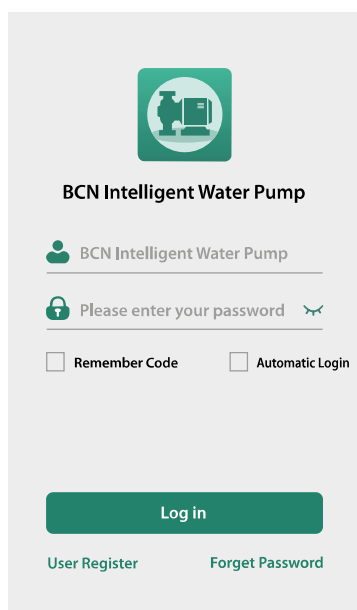 BCN Intelligent Water Pump
BCN Intelligent Water Pump
Please enter your password
Remember Code Automatic Login
Log in
User Register Forget Password